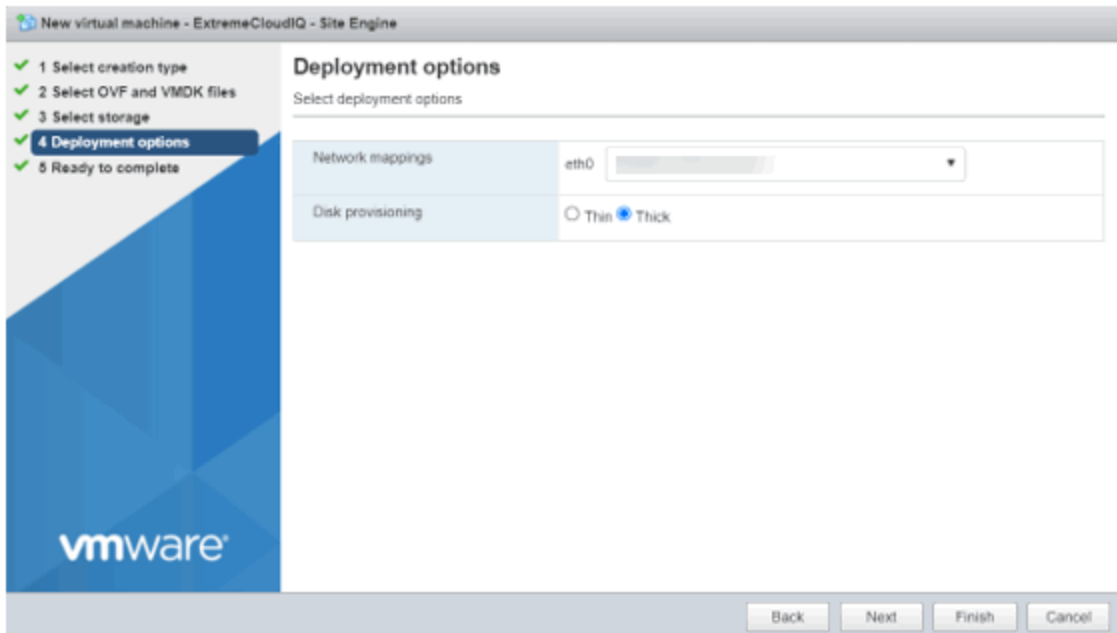 New virtual machine - ExtremeCloudIQ - Site Engine
1 Select creation type
2 Select OVF and VMDK files
3 Select storage
4 Deployment options
5 Ready to complete
Deployment options
Select deployment options
Network mappings
eth0
Disk provisioning
Thin Thick
vmware
Back Next Finish Cancel